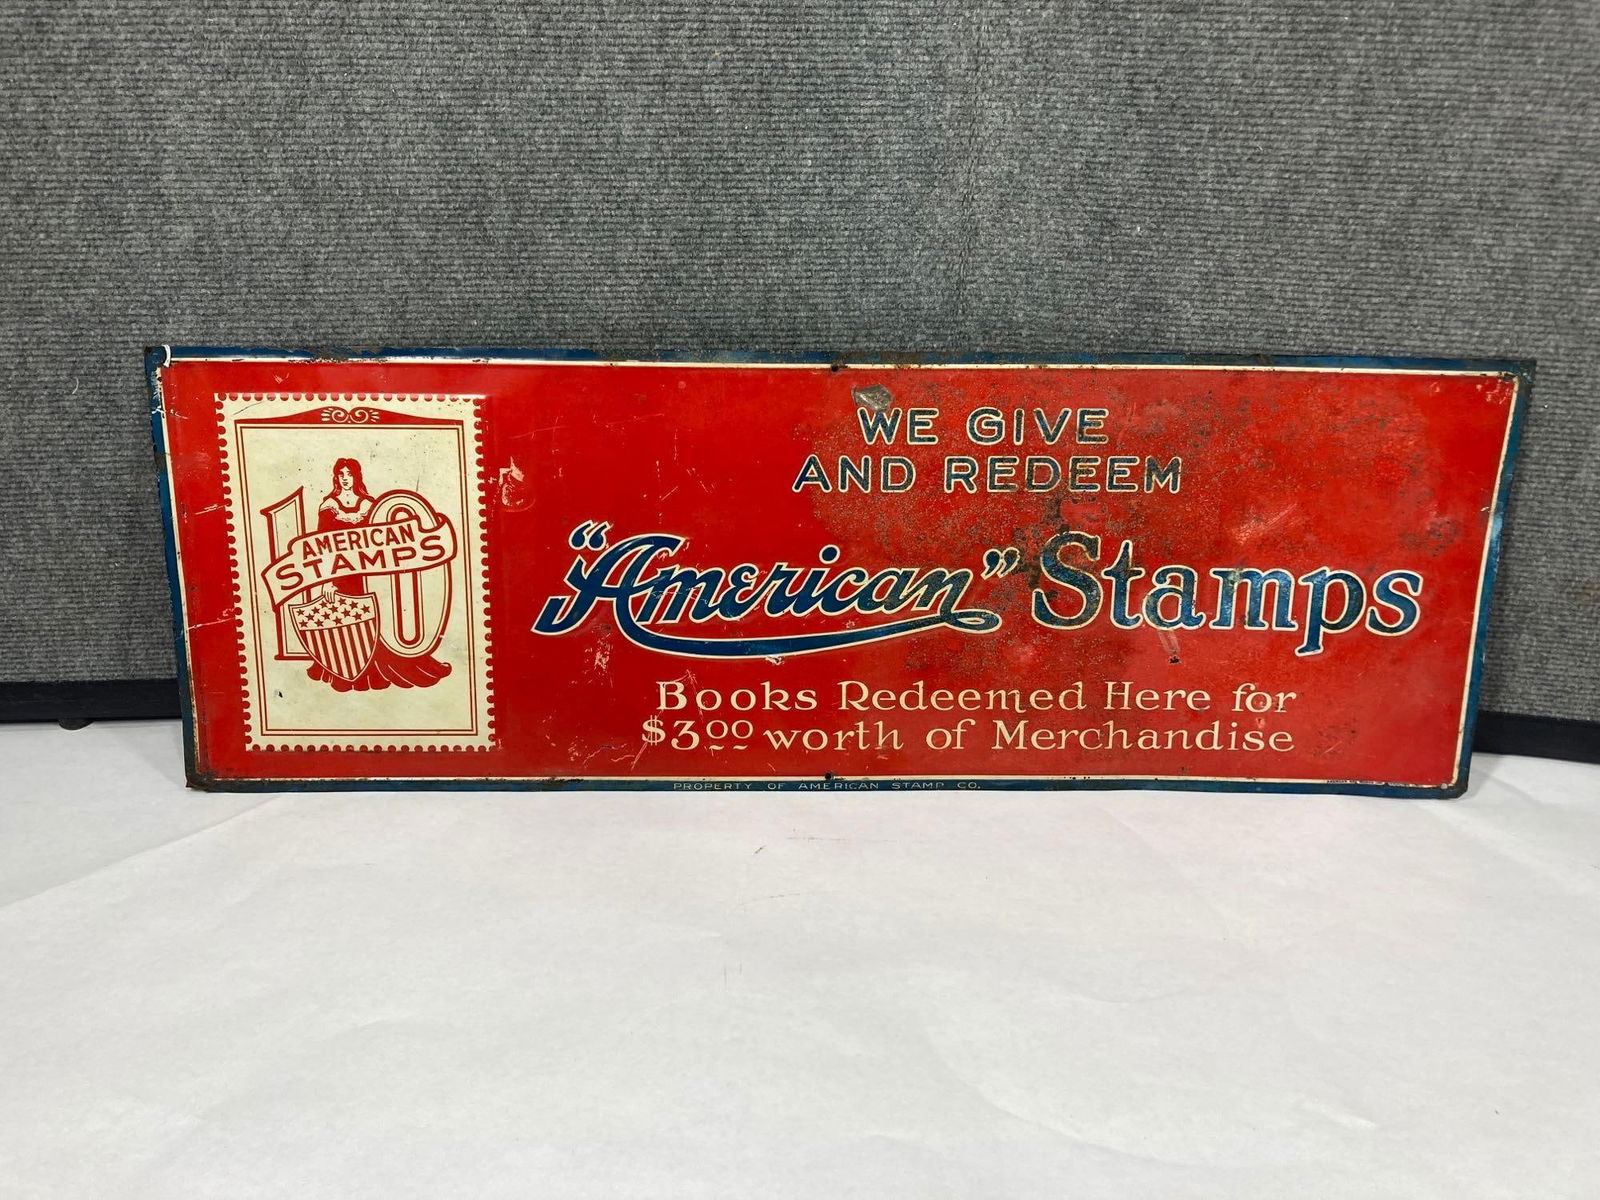 10
AMERICAN
STAMPS
WE GIVE
AND REDEEM
"American" Stamps
Books Redeemed Here for
$3.00 worth of Merchandise
PROPERTY OF AMERICAN STAMP CO.